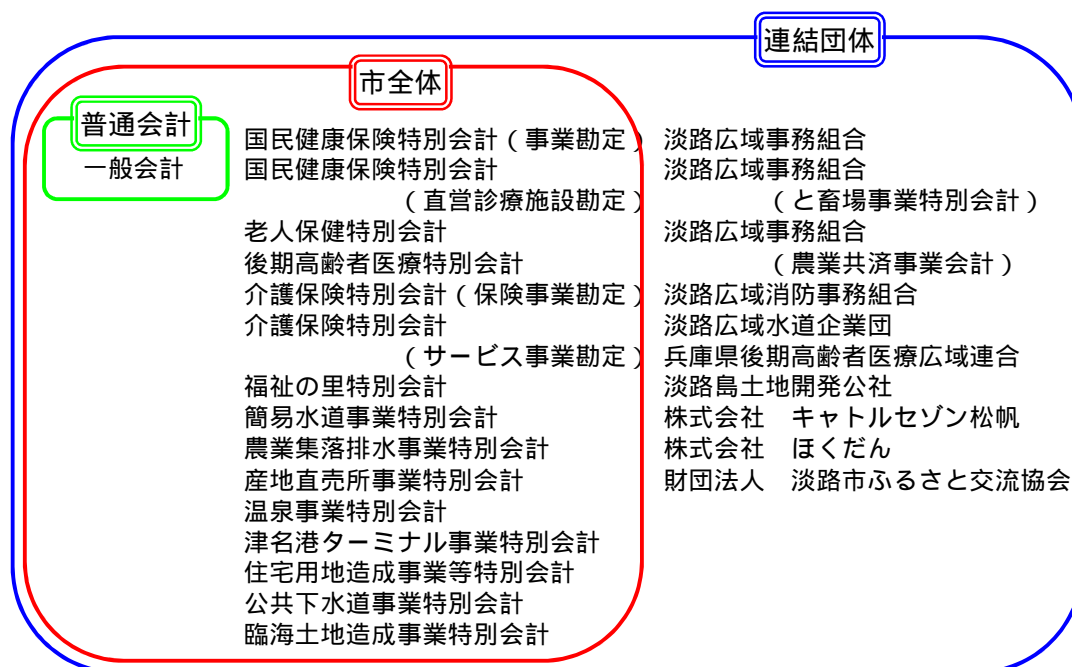 連結団体
市全体
普通会計
一般会計
国民健康保険特別会計(事業勘定)
国民健康保険特別会計
(直営診療施設勘定)
老人保健特別会計
後期高齢者医療特別会計
介護保険特別会計(保険事業勘定)
介護保険特別会計
(サービス事業勘定)
福祉の里特別会計
簡易水道事業特別会計
農業集落排水事業特別会計
産地直売所事業特別会計
温泉事業特別会計
津名港ターミナル事業特別会計
住宅用地造成事業等特別会計
公共下水道事業特別会計
臨海土地造成事業特別会計
淡路広域事務組合
淡路広域事務組合
(と畜場事業特別会計)
淡路広域事務組合
(農業共済事業会計)
淡路広域消防事務組合
淡路広域水道企業団
兵庫県後期高齢者医療広域連合
淡路島土地開発公社
株式会社 キャトルセゾン松帆
株式会社 ほくだん
財団法人 淡路市ふるさと交流協会